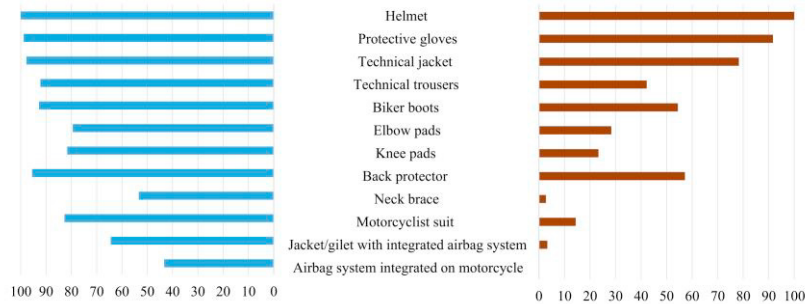 Helmet
Protective gloves
Technical jacket
Technical trousers
Biker boots
Elbow pads
Knee pads
Back protector
Neck brace
Motorcyclist suit
Jacket/gilet with integrated airbag system
Airbag system integrated on motorcycle
100 90 80 70 60 50 40 30 20 10 0
0 10 20 30 40 50 60 70 80 90 100